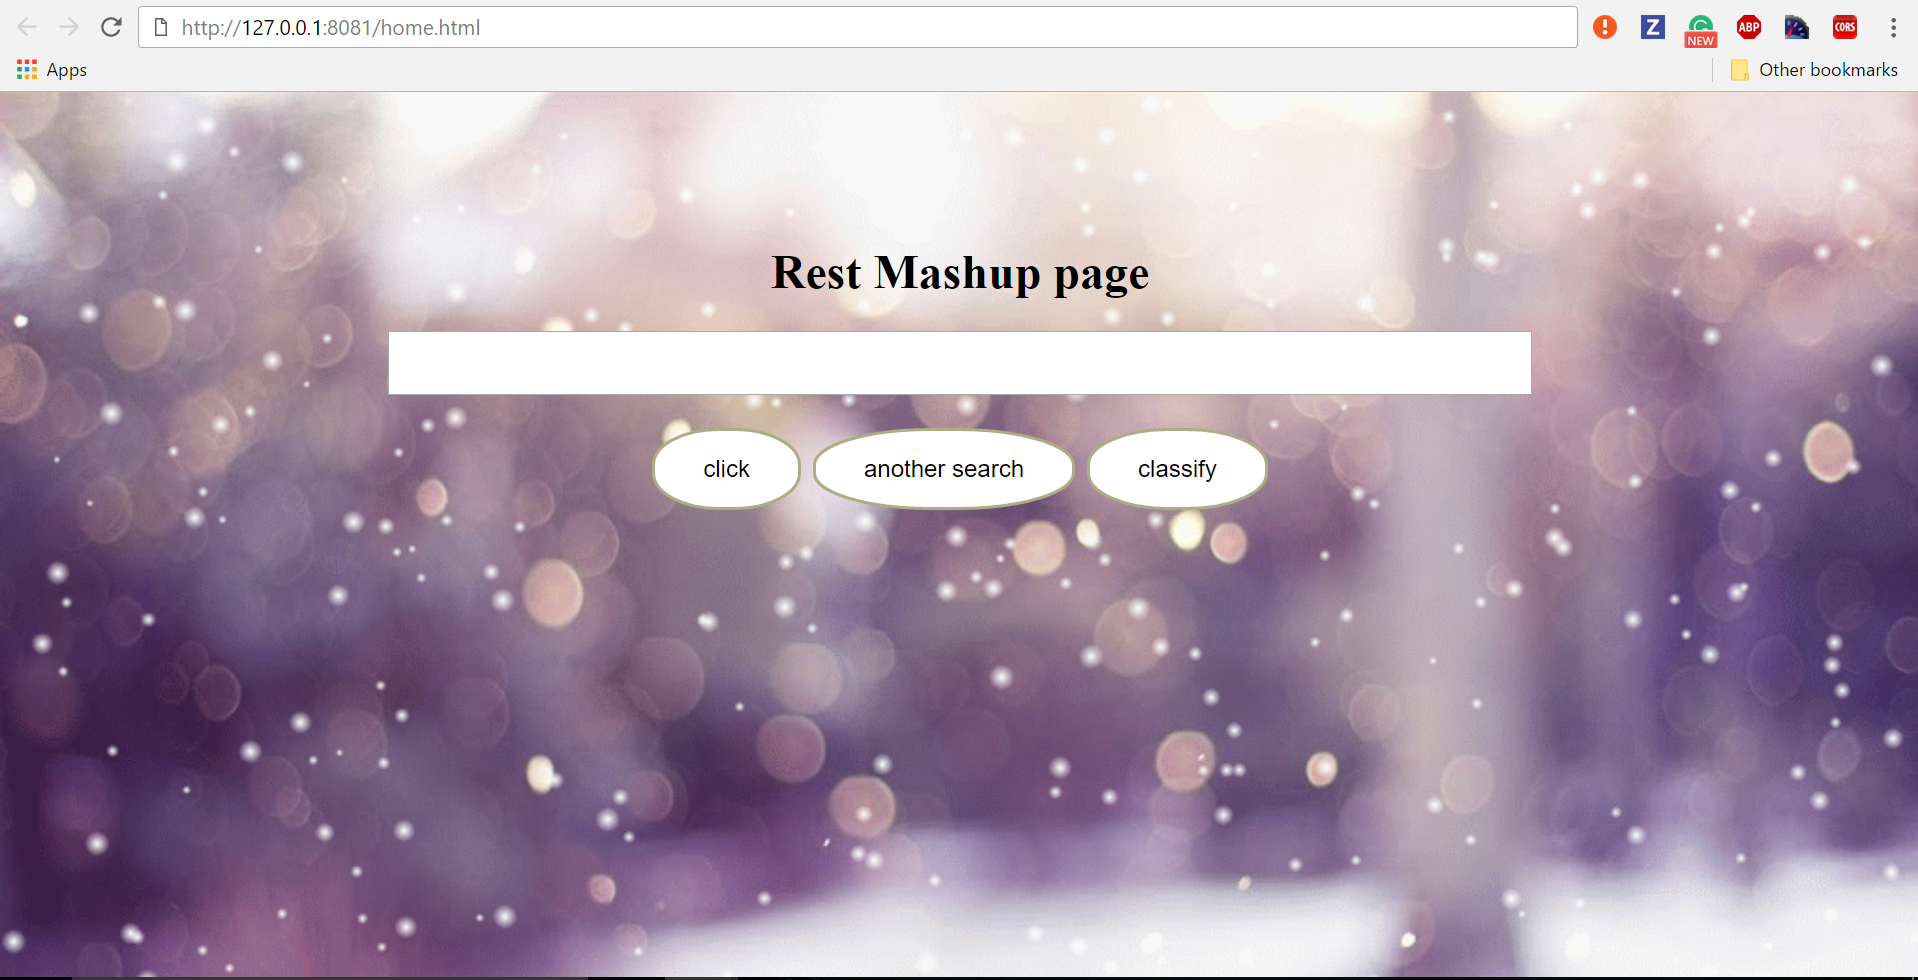 http://127.0.0.1:8081/home.html
Z
NEW
ABP
CORS
Apps
Other bookmarks
Rest Mashup page
click
another search
classify